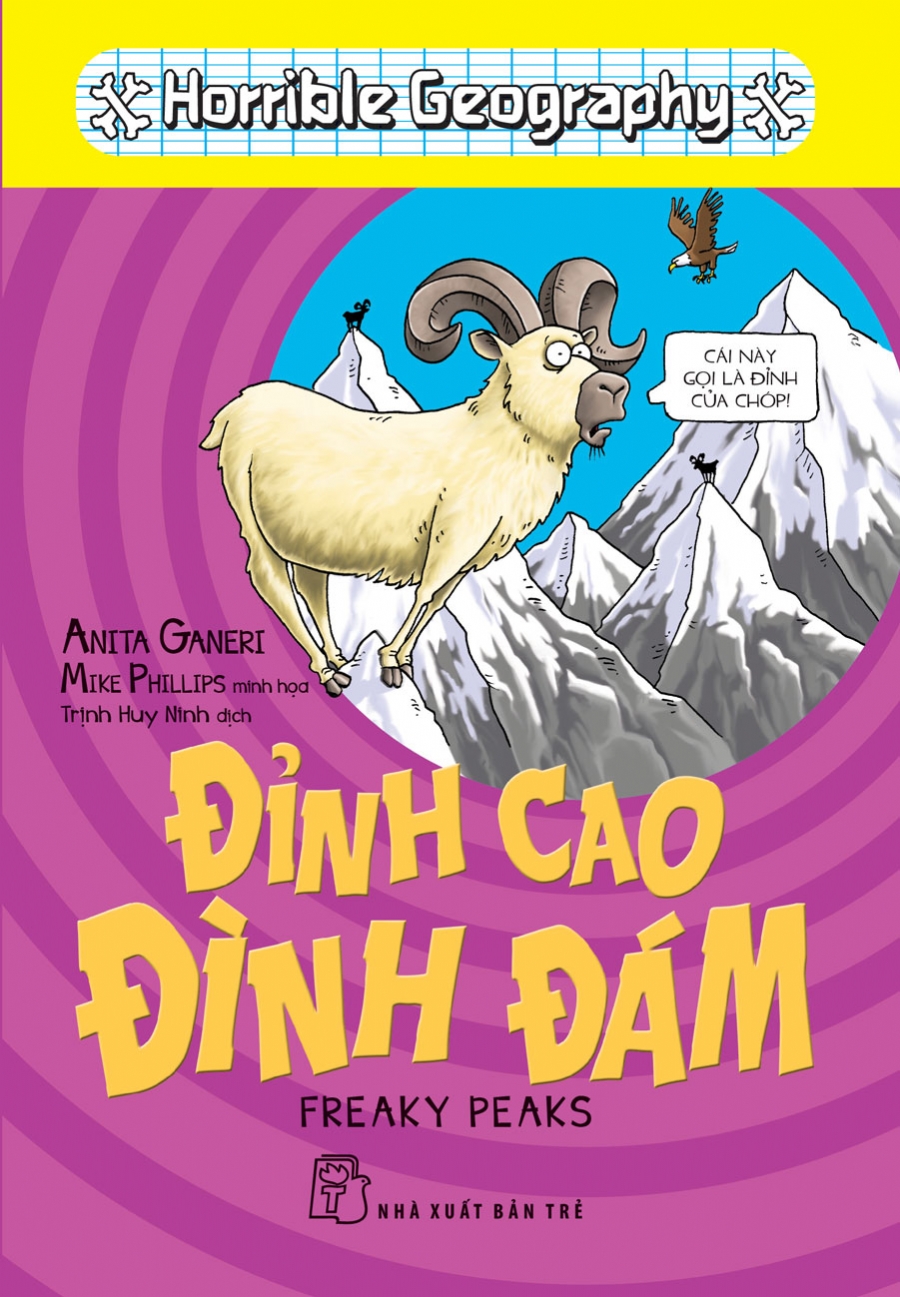 Horrible Geography
CÁI NÀY
GỌI LÀ ĐỈNH
CỦA CHÓP!
ANITA GANERI
MIKE PHILLIPS minh họa
Trịnh Huy Ninh dịch
ĐỈNH CAO
ĐÌNH ĐÁM
FREAKY PEAKS
T
NHÀ XUẤT BẢN TRẺ